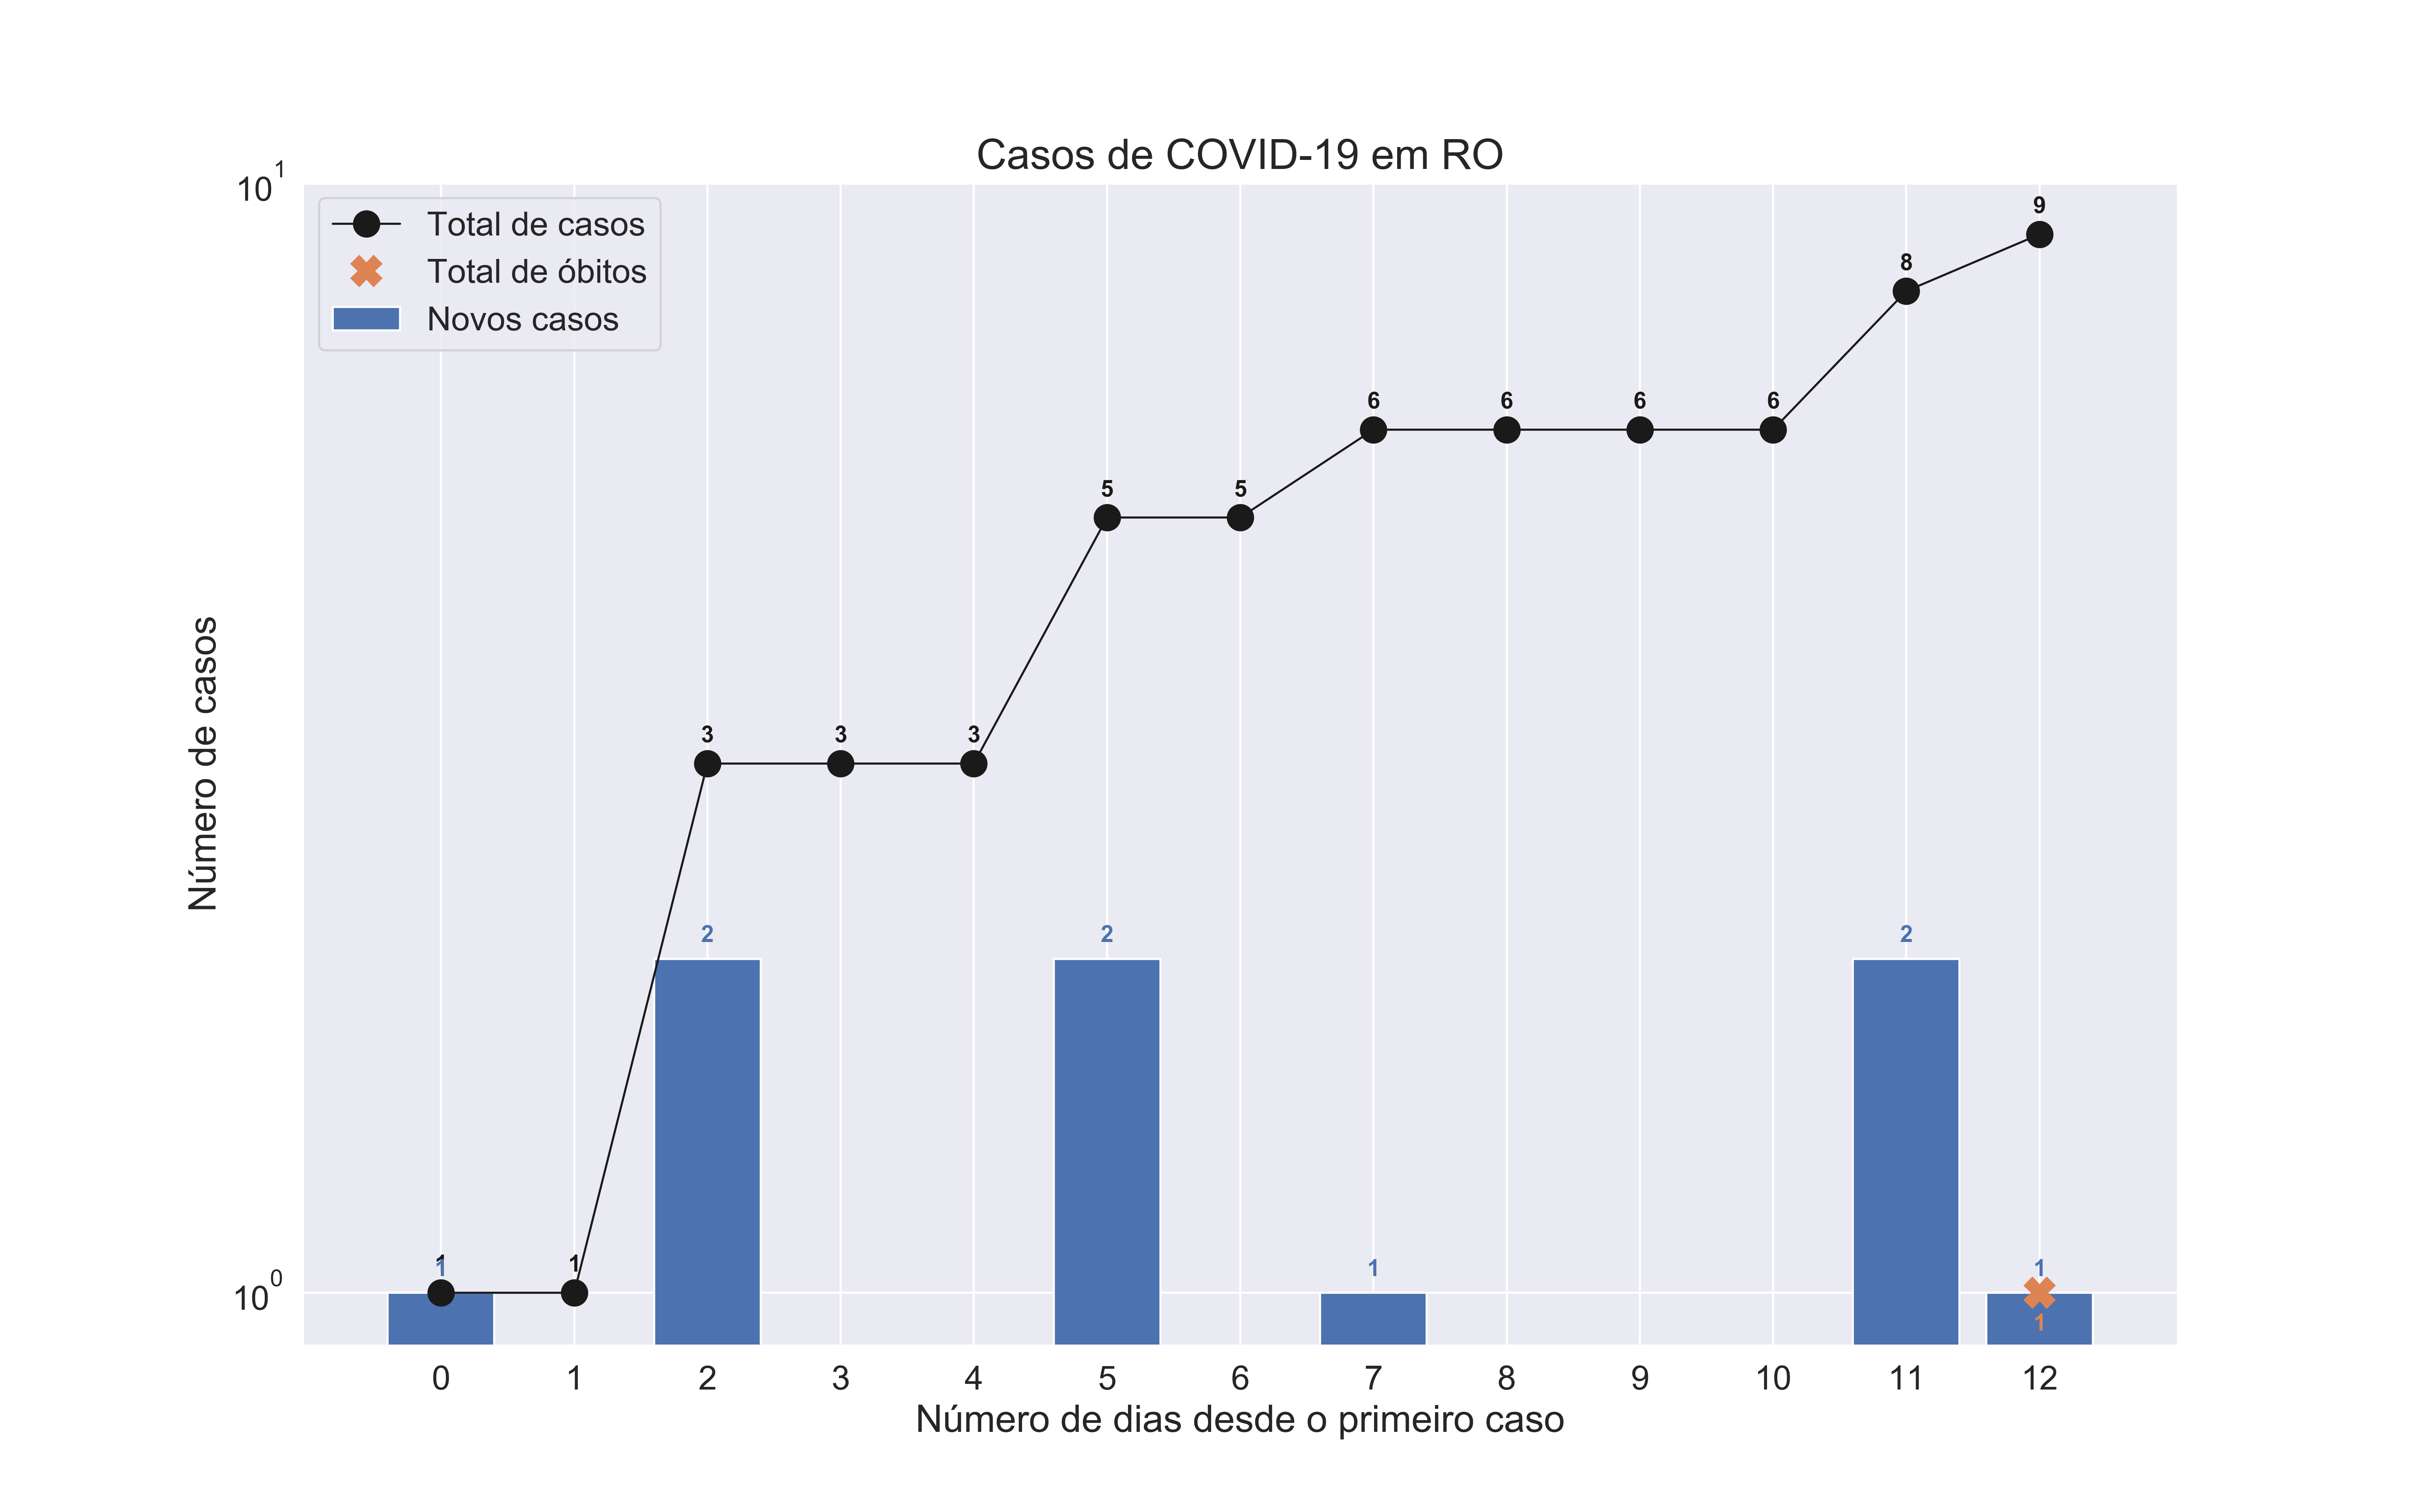 Casos de COVID-19 em RO
10^1
Total de casos
Total de óbitos
Novos casos
9
8
6 6 6 6
5 5
3 3 3
Número de casos
2 2 2
1 1
1 1 1
10^0
1
0 1 2 3 4 5 6 7 8 9 10 11 12
Número de dias desde o primeiro caso